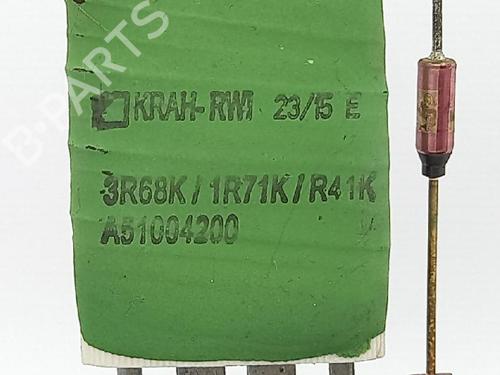 B-PARTS
KRAH-RWI 23/15 E
3R68K / 1R71K / R41K
A51004200